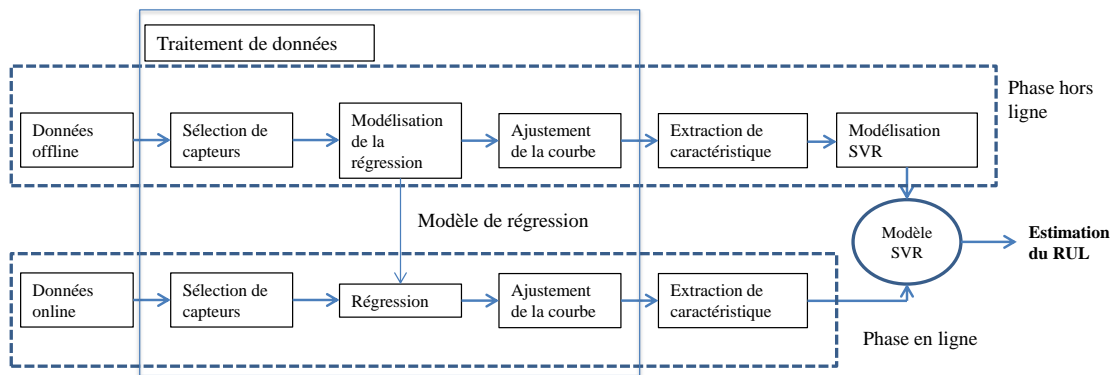 Traitement de données
Phase hors
ligne
Données
offline
Sélection de
capteurs
Modélisation
de la
régression
Ajustement
de la courbe
Extraction de
caractéristique
Modélisation
SVR
Modèle de régression
Modèle
SVR
Estimation
du RUL
Données
online
Sélection de
capteurs
Régression
Ajustement
de la courbe
Extraction de
caractéristique
Phase en ligne